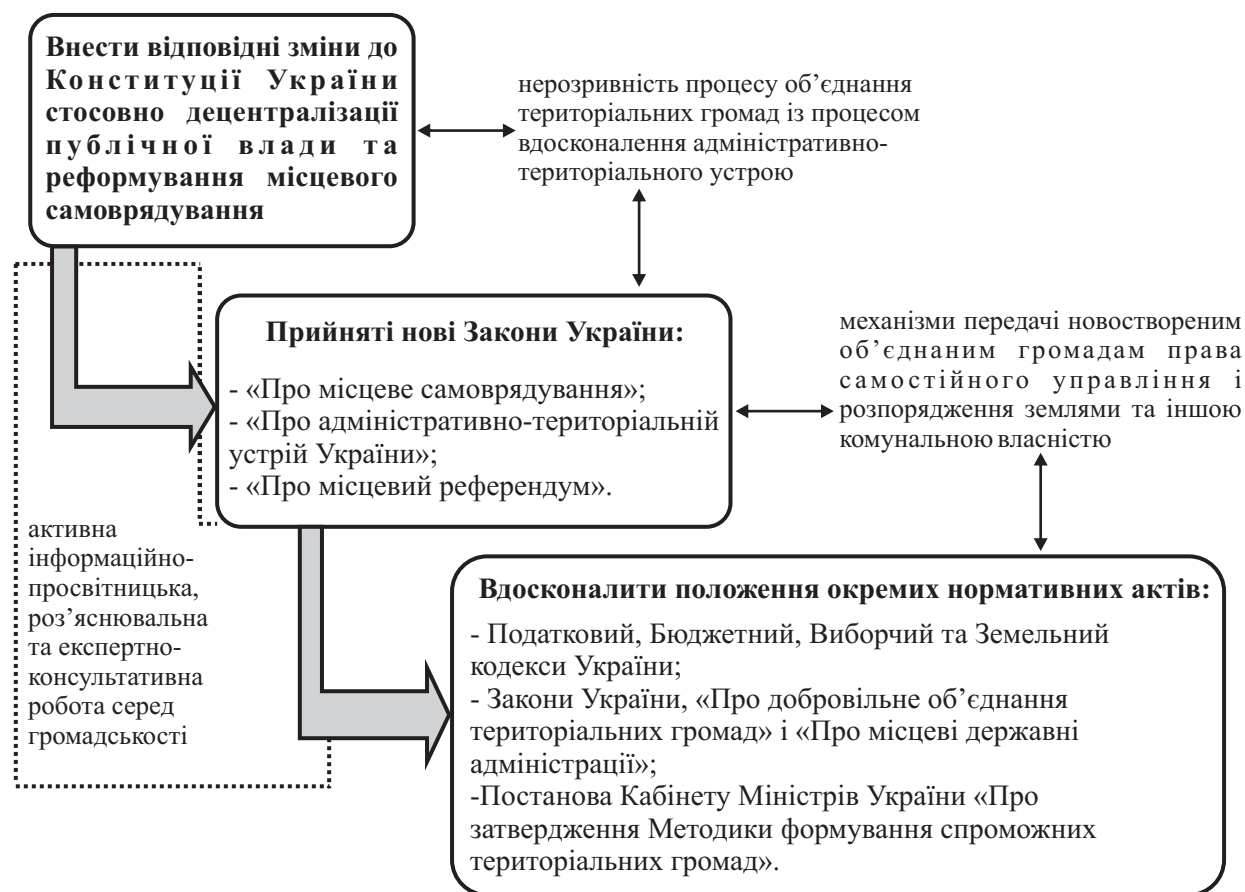 Внести відповідні зміни до
Конституції України
стосовно децентралізації
публічної влади та
реформування місцевого
самоврядування
нерозривність процесу об’єднання
територіальних громад із процесом
вдосконалення адміністративно-
територіального устрою
Прийняті нові Закони України:
- «Про місцеве самоврядування»;
- «Про адміністративно-територіальній
устрій України»;
- «Про місцевий референдум».
механізми передачі новоствореним
об’єднаним громадам права
самостійного управління і
розпорядження землями та іншою
комунальною власністю
активна
інформаційно-
просвітницька,
роз’яснювальна
та експертно-
консультативна
робота серед
громадськості
Вдосконалити положення окремих нормативних актів:
- Податковий, Бюджетний, Виборчий та Земельний
кодекси України;
- Закони України, «Про добровільне об’єднання
територіальних громад» і «Про місцеві державні
адміністрації»;
-Постанова Кабінету Міністрів України «Про
затвердження Методики формування спроможних
територіальних громад».